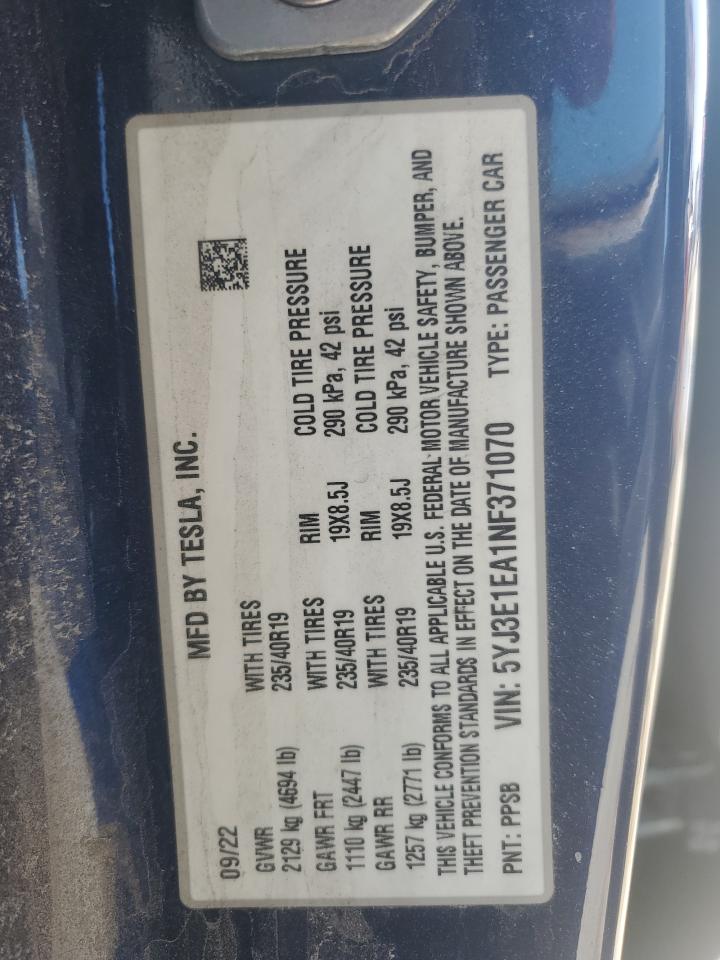 MFD BY TESLA, INC.
09/22
GVWR WITH TIRES
2129 kg (4694 lb) 235/40R19
GAWR FRT WITH TIRES RIM COLD TIRE PRESSURE
1110 kg (2447 lb) 235/40R19 19X8.5J 290 kPa, 42 psi
GAWR RR WITH TIRES RIM COLD TIRE PRESSURE
1257 kg (2771 lb) 235/40R19 19X8.5J 290 kPa, 42 psi
THIS VEHICLE CONFORMS TO ALL APPLICABLE U.S. FEDERAL MOTOR VEHICLE SAFETY, BUMPER, AND
THEFT PREVENTION STANDARDS IN EFFECT ON THE DATE OF MANUFACTURE SHOWN ABOVE.
PNT: PPSB VIN: 5YJ3E1EA1NF371070 TYPE: PASSENGER CAR